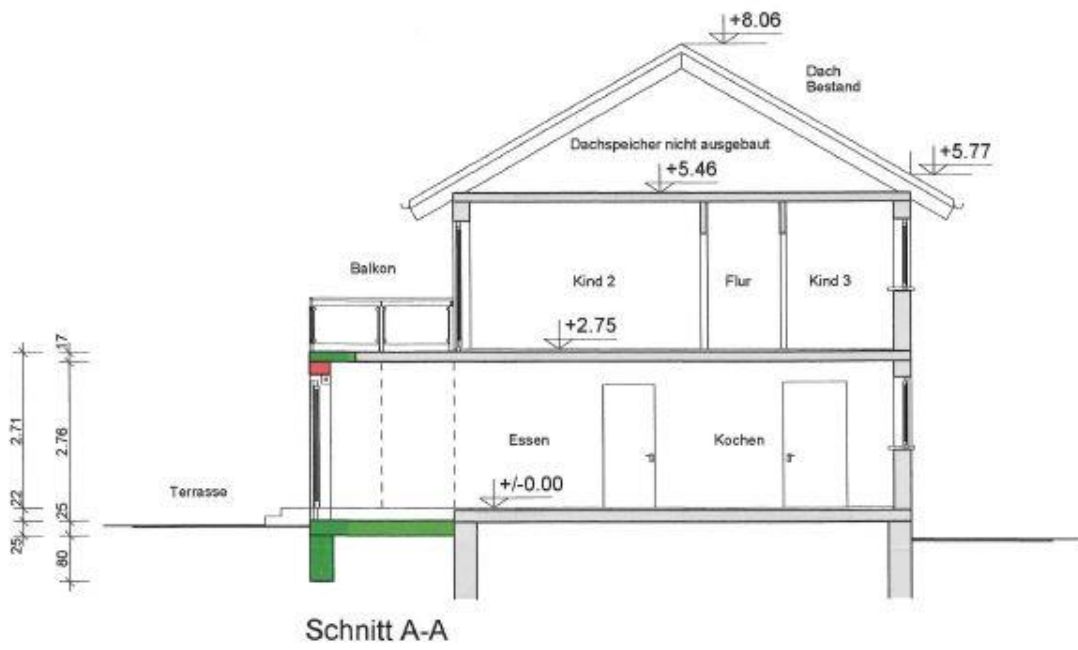 +8.06
Dach
Bestand
Dachspeicher nicht ausgebaut
+5.77
+5.46
Balkon
Kind 2
Flur
Kind 3
+2.75
17
2.71
2.76
Essen
Kochen
+/-0.00
Terrasse
22
25
25
80
Schnitt A-A